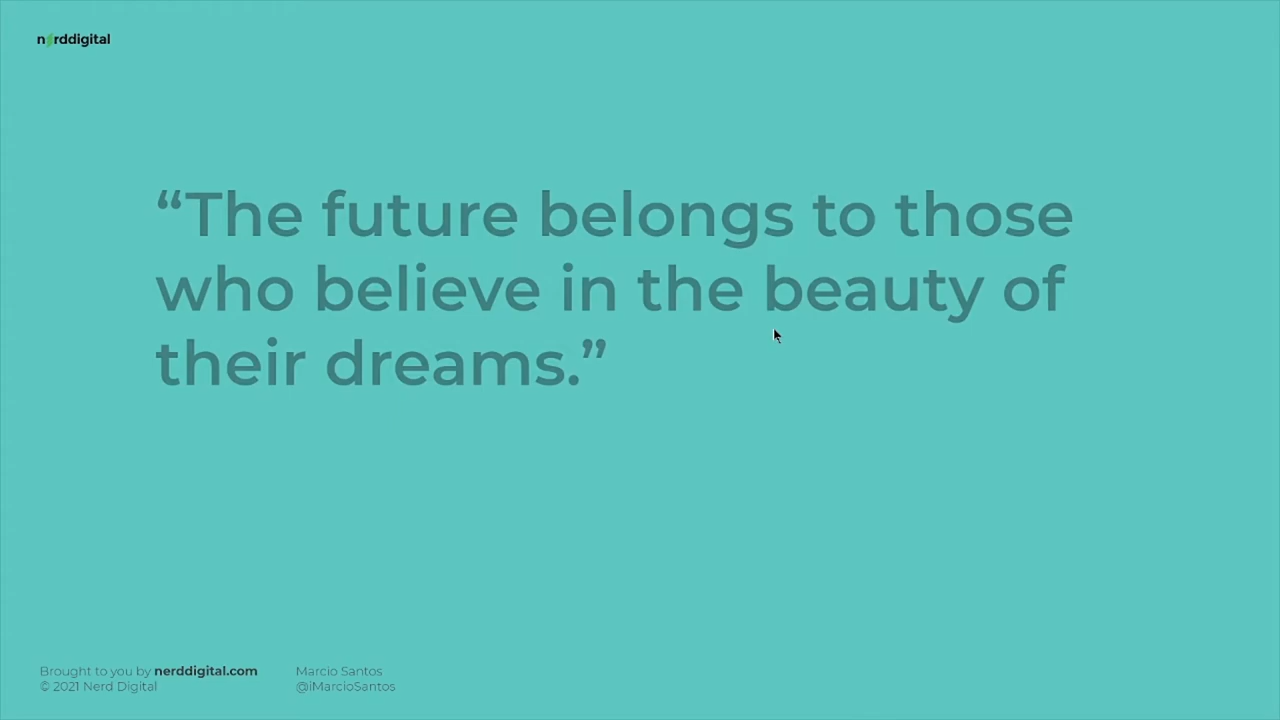 nerddigital
“The future belongs to those
who believe in the beauty of
their dreams.”
Brought to you by nerddigital.com
© 2021 Nerd Digital
Marcio Santos
@iMarcioSantos